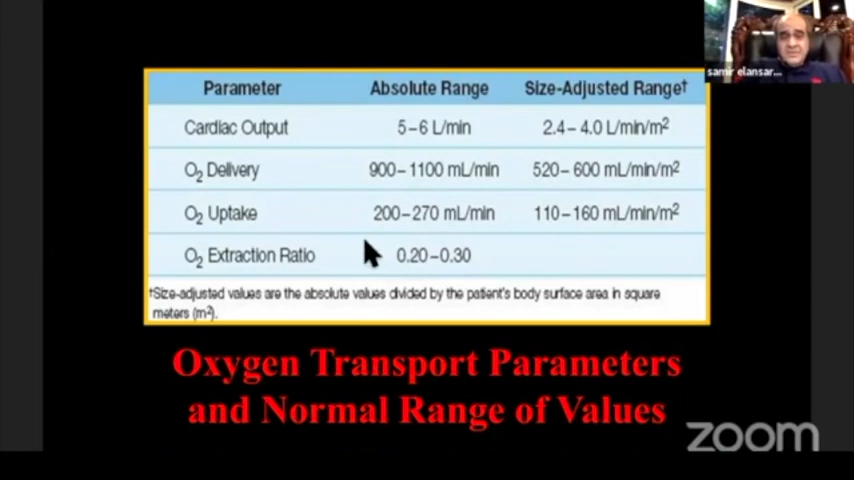 samir elansar...
Parameter Absolute Range Size-Adjusted Range†
Cardiac Output 5–6 L/min 2.4–4.0 L/min/m²
O₂ Delivery 900–1100 mL/min 520–600 mL/min/m²
O₂ Uptake 200–270 mL/min 110–160 mL/min/m²
O₂ Extraction Ratio 0.20–0.30
†Size-adjusted values are the absolute values divided by the patient's body surface area in square
meters (m²).
Oxygen Transport Parameters
and Normal Range of Values
zoom